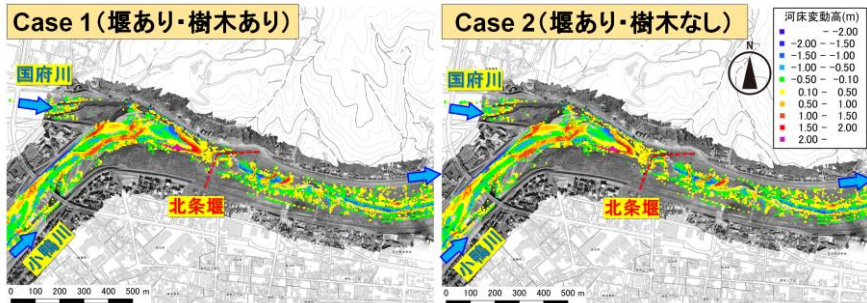 Case 1(堰あり・樹木あり)
国府川
小鴨川
北条堰
0 100 200 300 400 500 m
Case 2(堰あり・樹木なし)
国府川
小鴨川
北条堰
0 100 200 300 400 500 m
N
河床変動高(m)
- -2.00
-2.00 - -1.50
-1.50 - -1.00
-1.00 - -0.50
-0.50 - -0.10
0.10 - 0.50
0.50 - 1.00
1.00 - 1.50
1.50 - 2.00
2.00 -